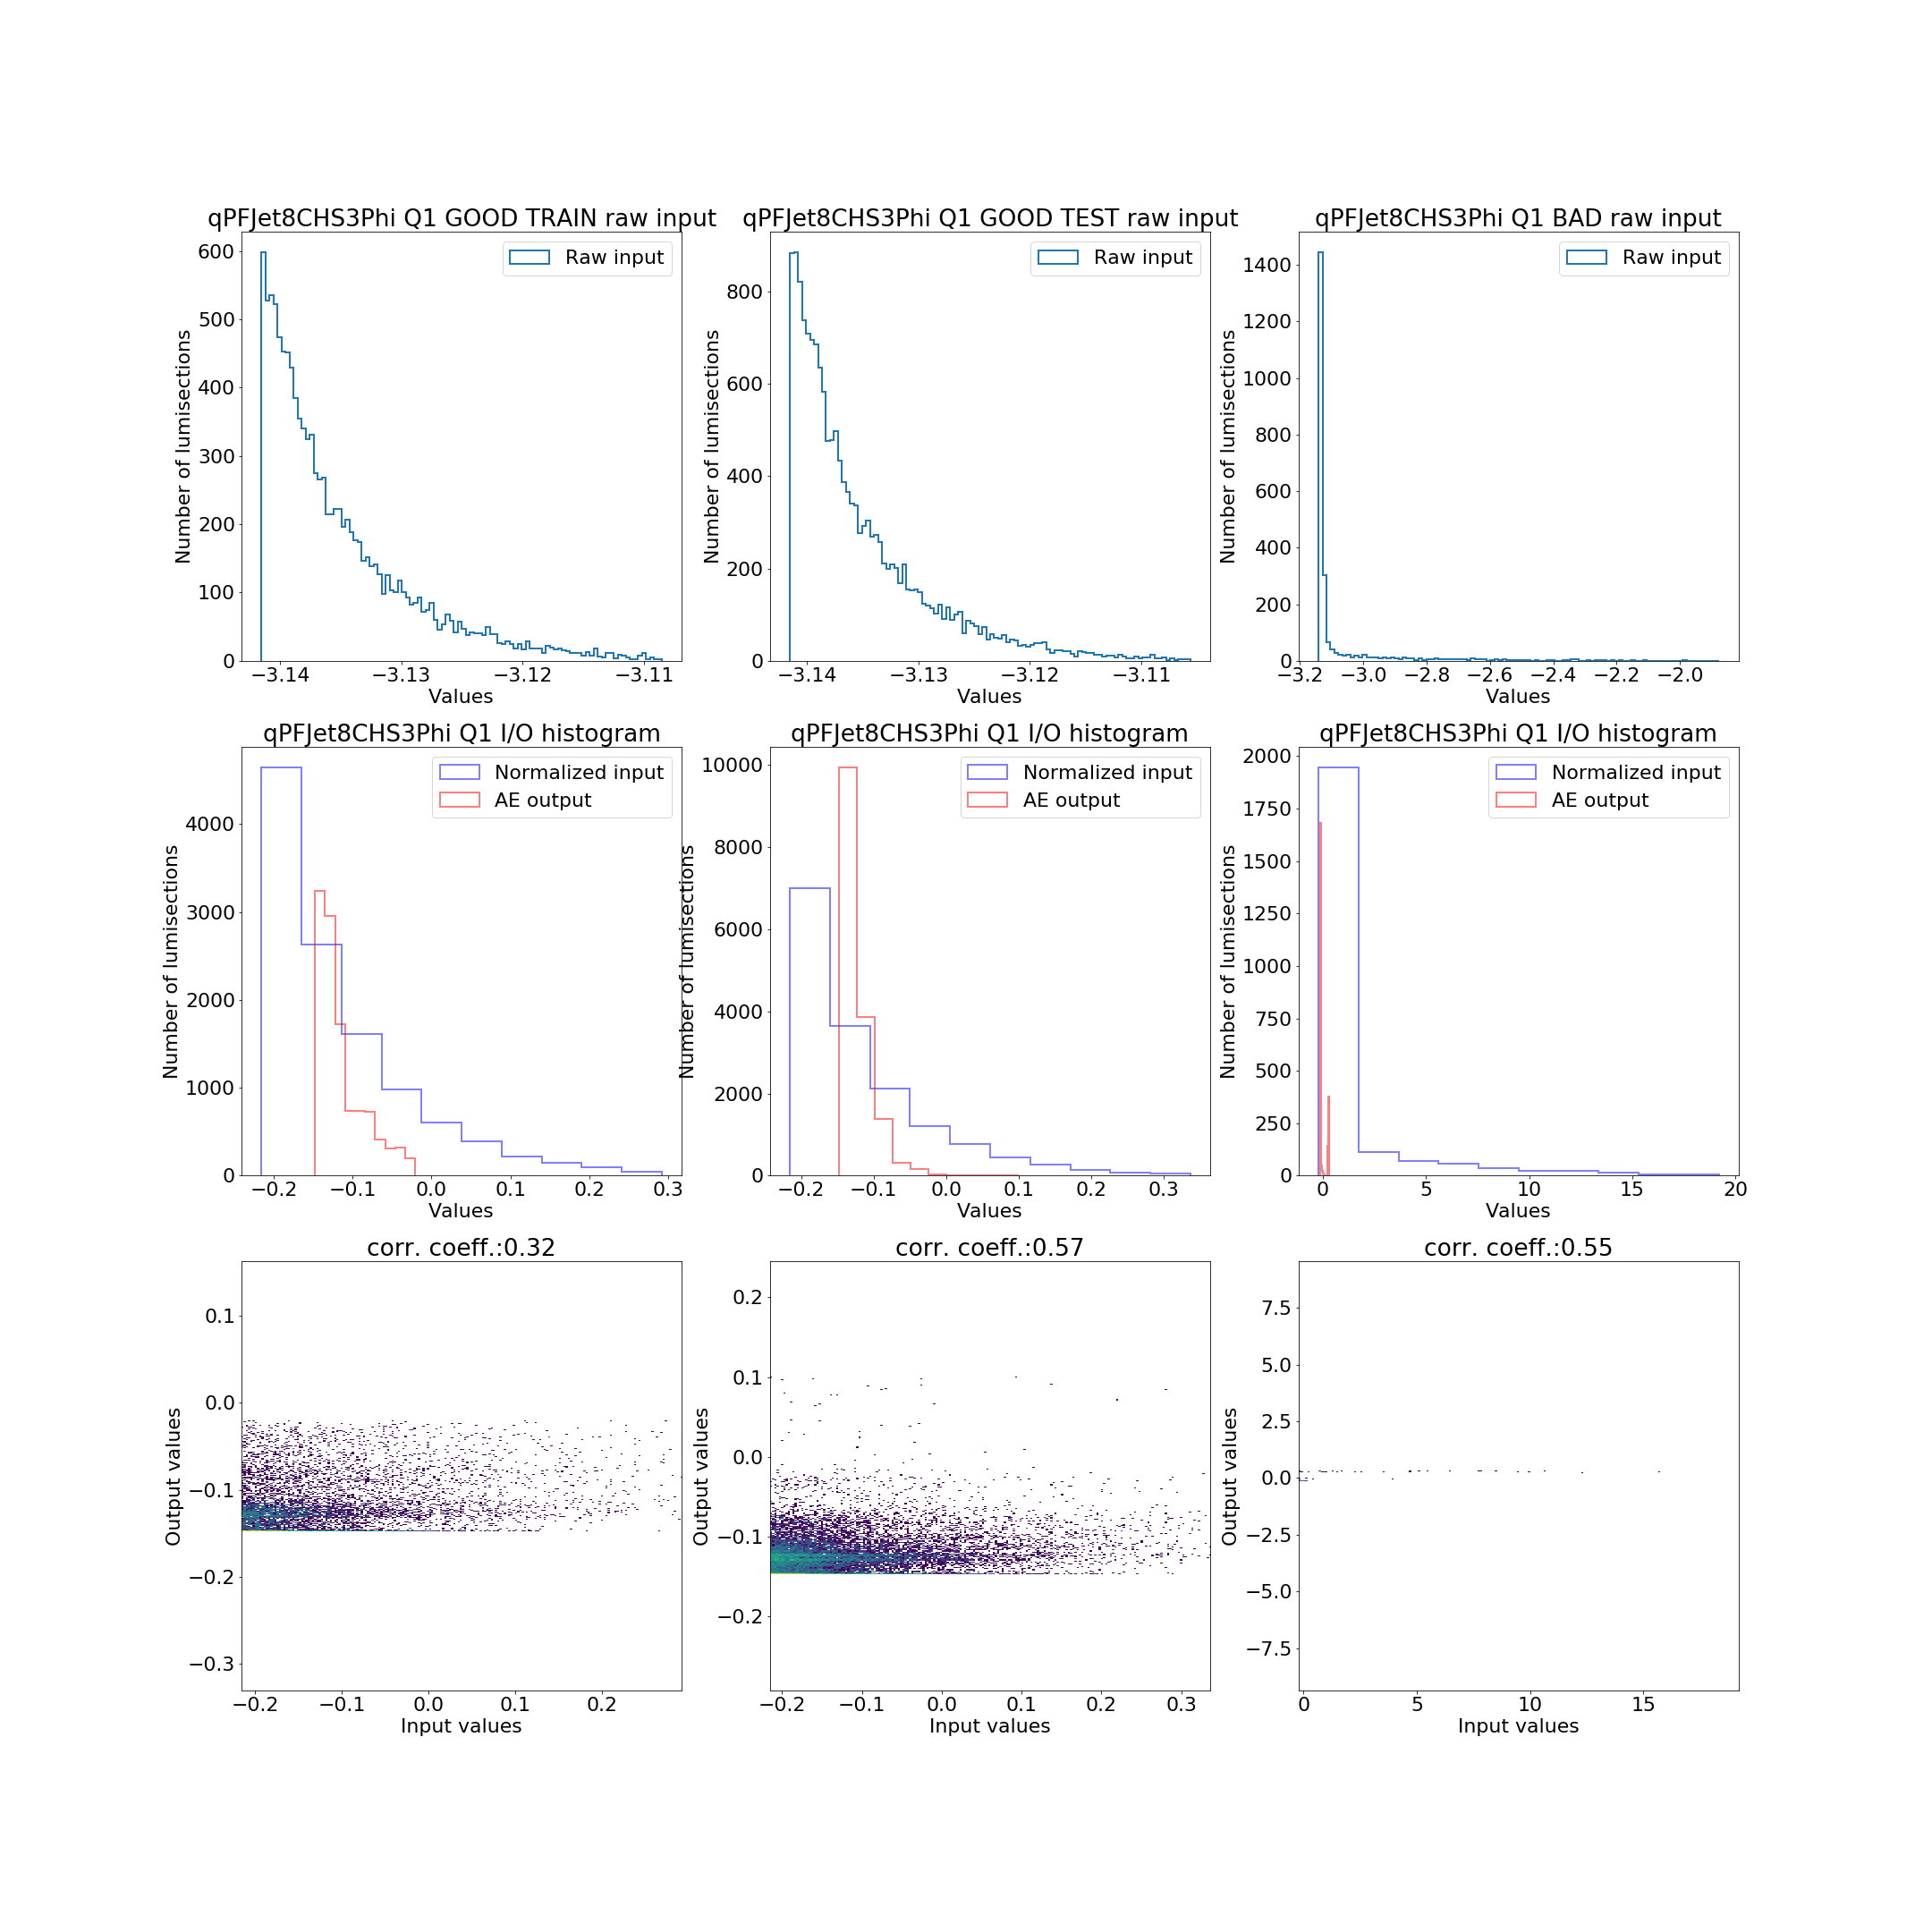 qPFJet8CHS3Phi Q1 GOOD TRAIN raw input
Raw input
600
500
400
300
200
100
0
−3.14 −3.13 −3.12 −3.11
Values
Number of lumisections
qPFJet8CHS3Phi Q1 GOOD TEST raw input
Raw input
800
600
400
200
0
−3.14 −3.13 −3.12 −3.11
Values
Number of lumisections
qPFJet8CHS3Phi Q1 BAD raw input
Raw input
1400
1200
1000
800
600
400
200
0
−3.2 −3.0 −2.8 −2.6 −2.4 −2.2 −2.0
Values
Number of lumisections
qPFJet8CHS3Phi Q1 I/O histogram
Normalized input
AE output
4000
3000
2000
1000
0
−0.2 −0.1 0.0 0.1 0.2 0.3
Values
Number of lumisections
qPFJet8CHS3Phi Q1 I/O histogram
Normalized input
AE output
10000
8000
6000
4000
2000
0
−0.2 −0.1 0.0 0.1 0.2 0.3
Values
Number of lumisections
qPFJet8CHS3Phi Q1 I/O histogram
Normalized input
AE output
2000
1750
1500
1250
1000
750
500
250
0
0 5 10 15 20
Values
Number of lumisections
corr. coeff.:0.32
0.1
0.0
−0.1
−0.2
−0.3
−0.2 −0.1 0.0 0.1 0.2
Input values
Output values
corr. coeff.:0.57
0.2
0.1
0.0
−0.1
−0.2
−0.2 −0.1 0.0 0.1 0.2 0.3
Input values
Output values
corr. coeff.:0.55
7.5
5.0
2.5
0.0
−2.5
−5.0
−7.5
0 5 10 15
Input values
Output values